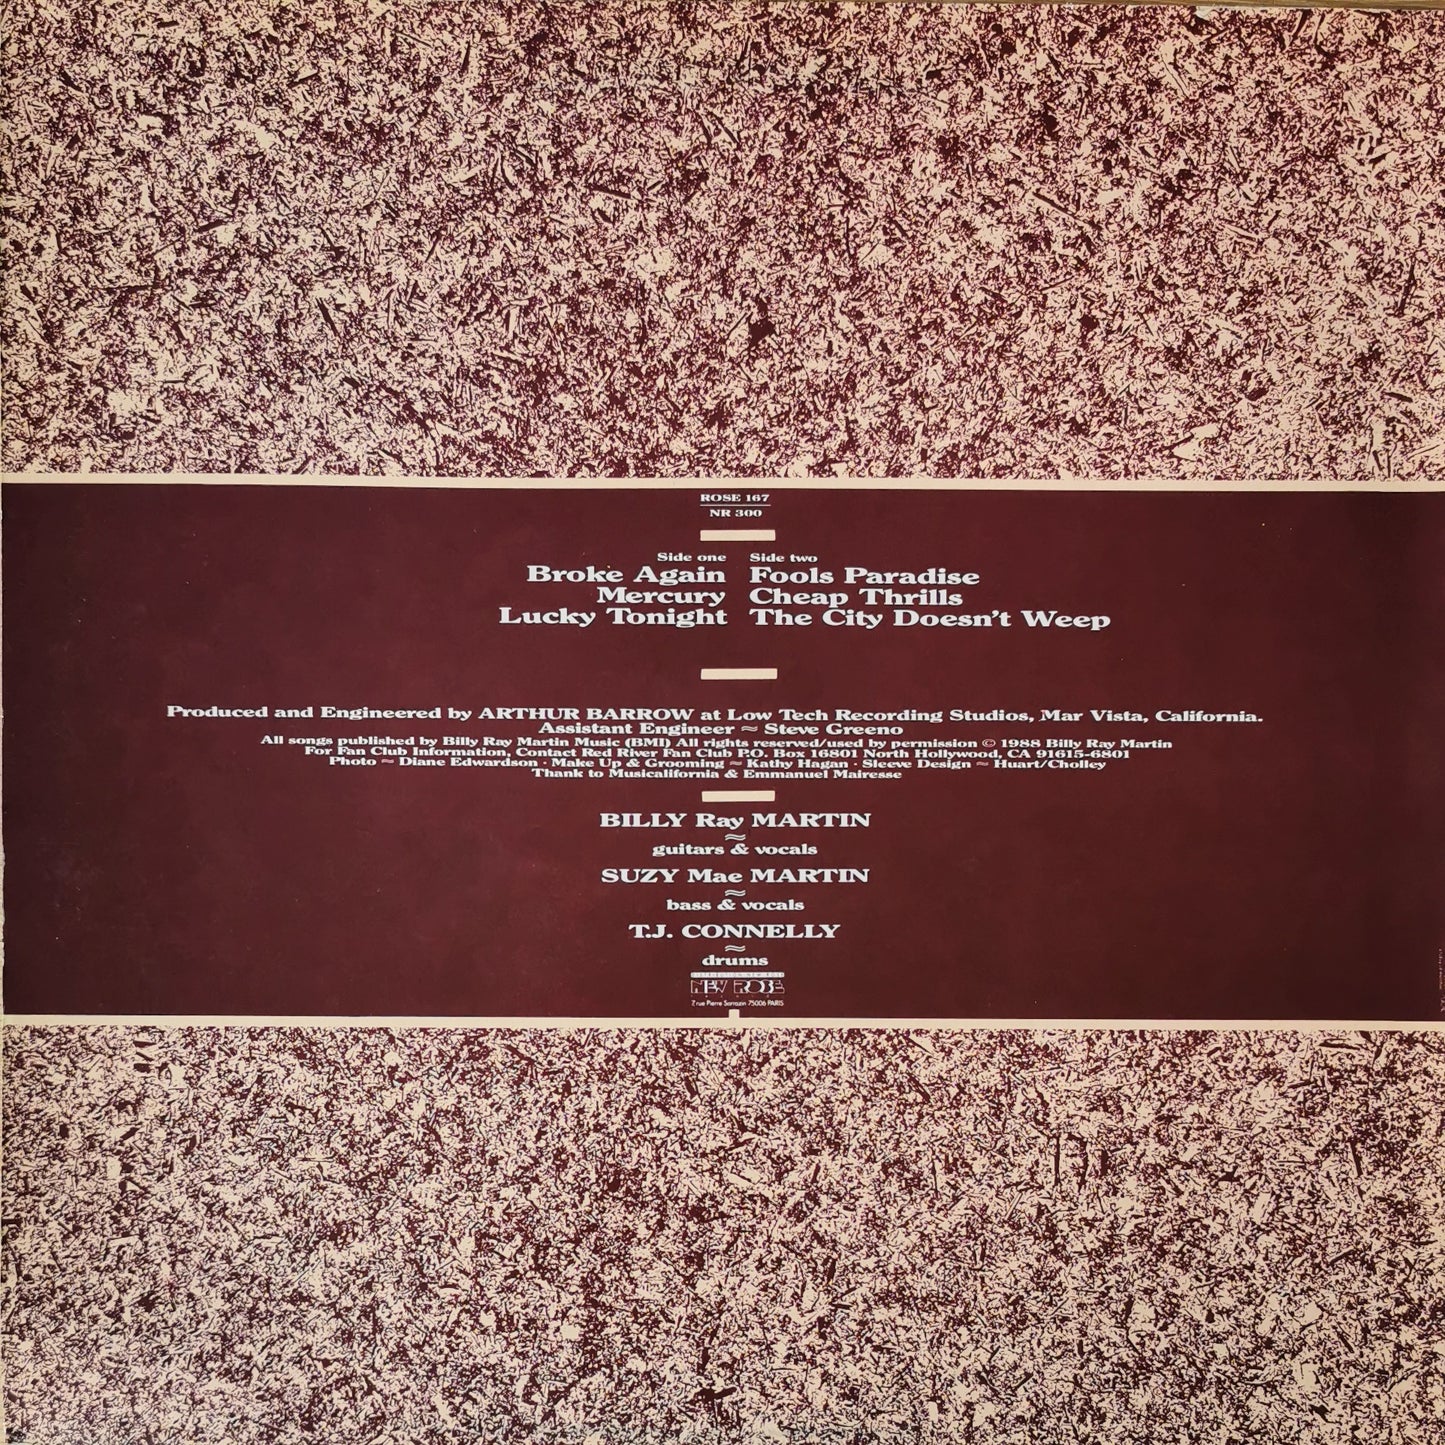 ROSE 167
NR 300
Side one Side two
Broke Again Fools Paradise
Mercury Cheap Thrills
Lucky Tonight The City Doesn't Weep
Produced and Engineered by ARTHUR BARROW at Low Tech Recording Studios, Mar Vista, California.
Assistant Engineer ≈ Steve Greeno
All songs published by Billy Ray Martin Music (BMI) All rights reserved/used by permission © 1988 Billy Ray Martin
For Fan Club Information, Contact Red River Fan Club P.O. Box 16801 North Hollywood, CA 91615-6801
Photo ≈ Diane Edwardson · Make Up & Grooming ≈ Kathy Hagan · Sleeve Design ≈ Huart/Cholley
Thank to Musicalifornia & Emmanuel Mairesse
BILLY Ray MARTIN
≈
guitars & vocals
SUZY Mae MARTIN
≈
bass & vocals
T.J. CONNELLY
≈
drums
DISTRIBUTION NEW ROSE
NEW ROSE
7 rue Pierre Sarrazin 75006 PARIS